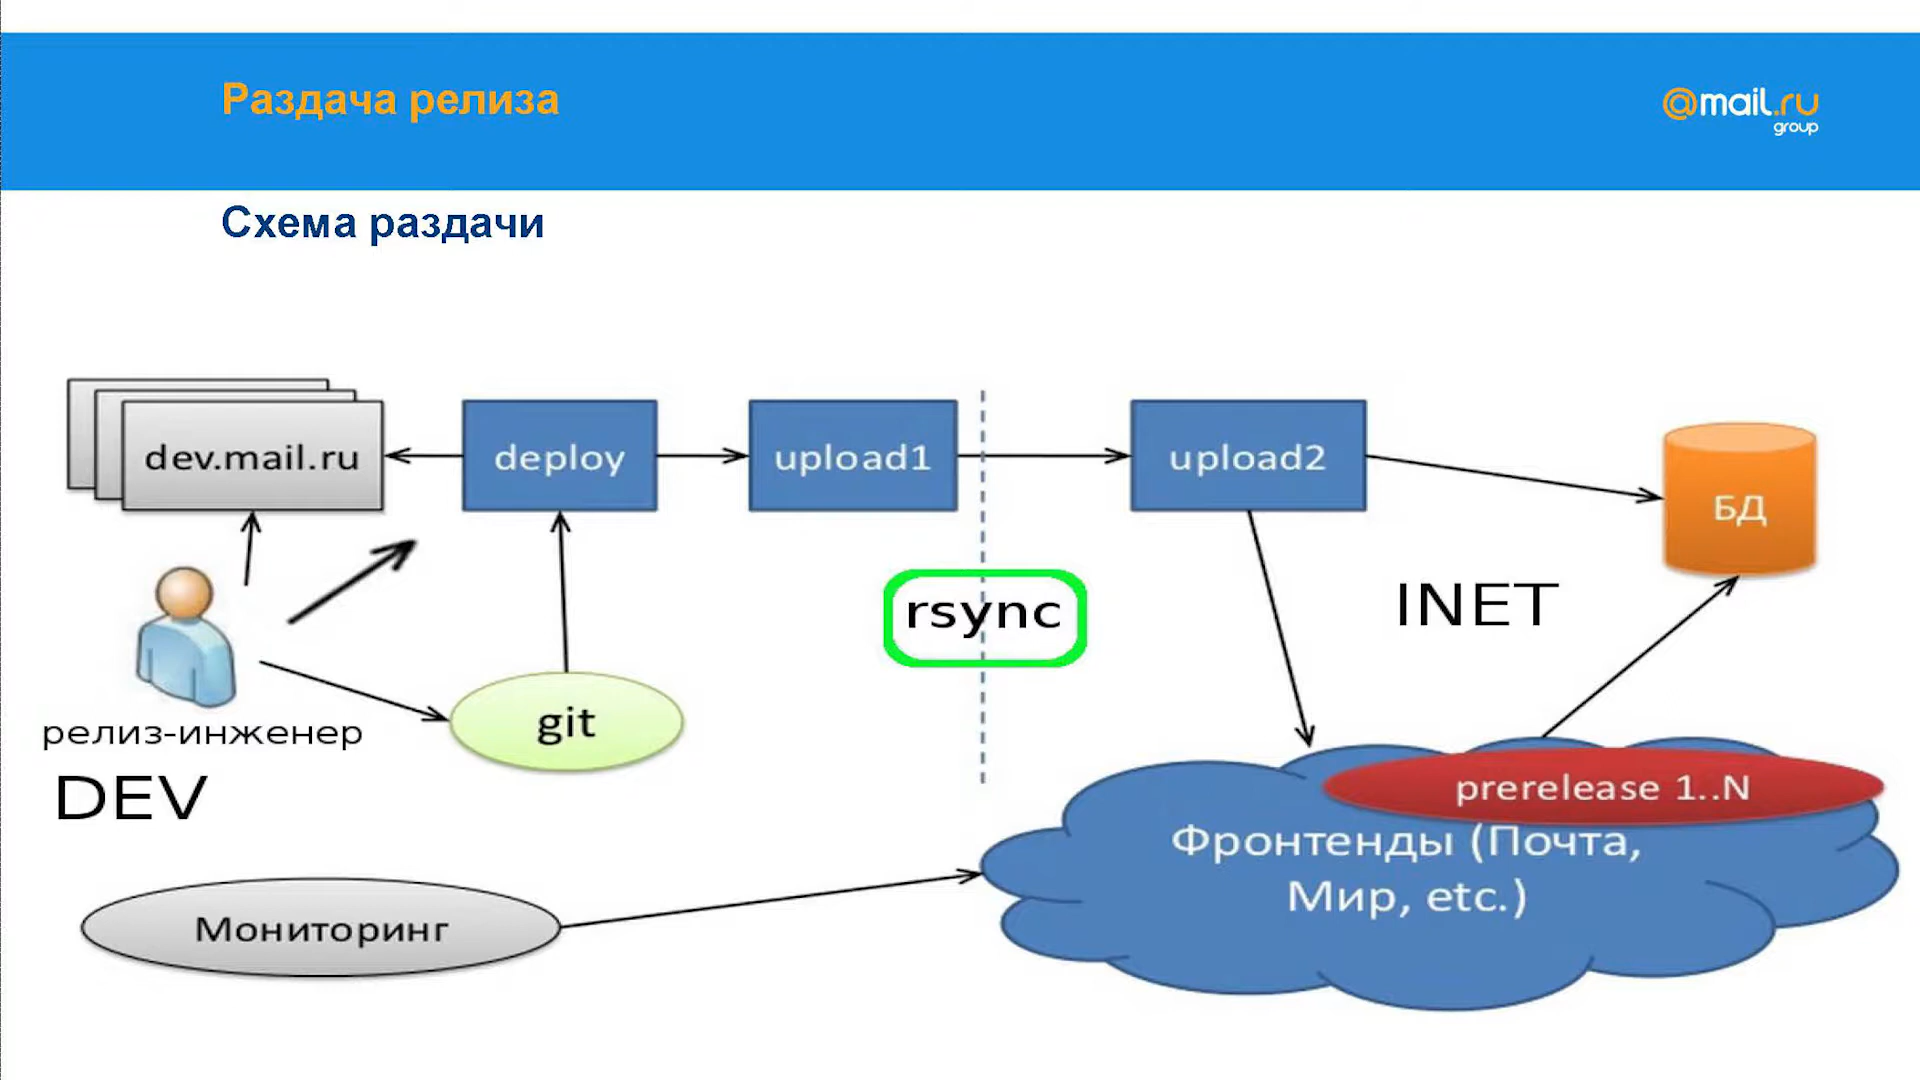 Раздача релиза
@mail.ru
group
Схема раздачи
dev.mail.ru
deploy
upload1
upload2
БД
rsync
INET
git
релиз-инженер
DEV
prerelease 1..N
Фронтенды (Почта,
Мир, etc.)
Мониторинг